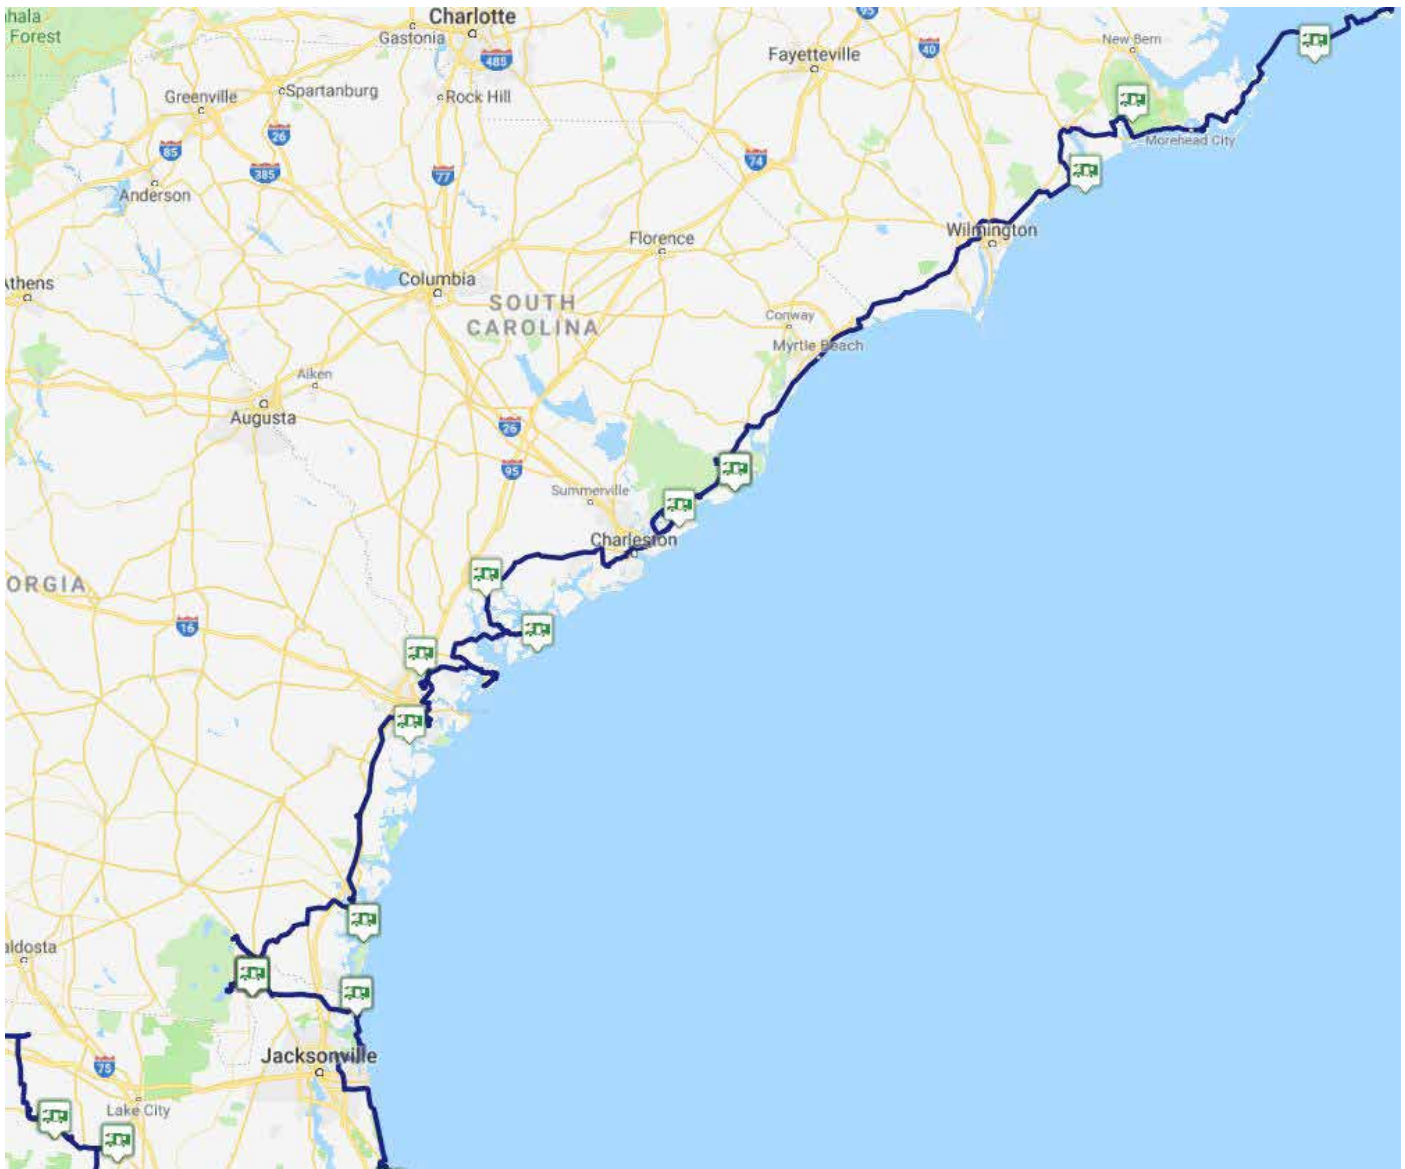 hala
Forest
Charlotte
Gastonia
485
95
40
New Bern
Fayetteville
Spartanburg
Greenville
Rock Hill
26
85
385
77
74
Morehead City
Anderson
Wilmington
Florence
Athens
Columbia
SOUTH
CAROLINA
Conway
Myrtle Beach
Aiken
Augusta
26
95
Summerville
Charleston
ORGIA
16
aldosta
Jacksonville
75
Lake City